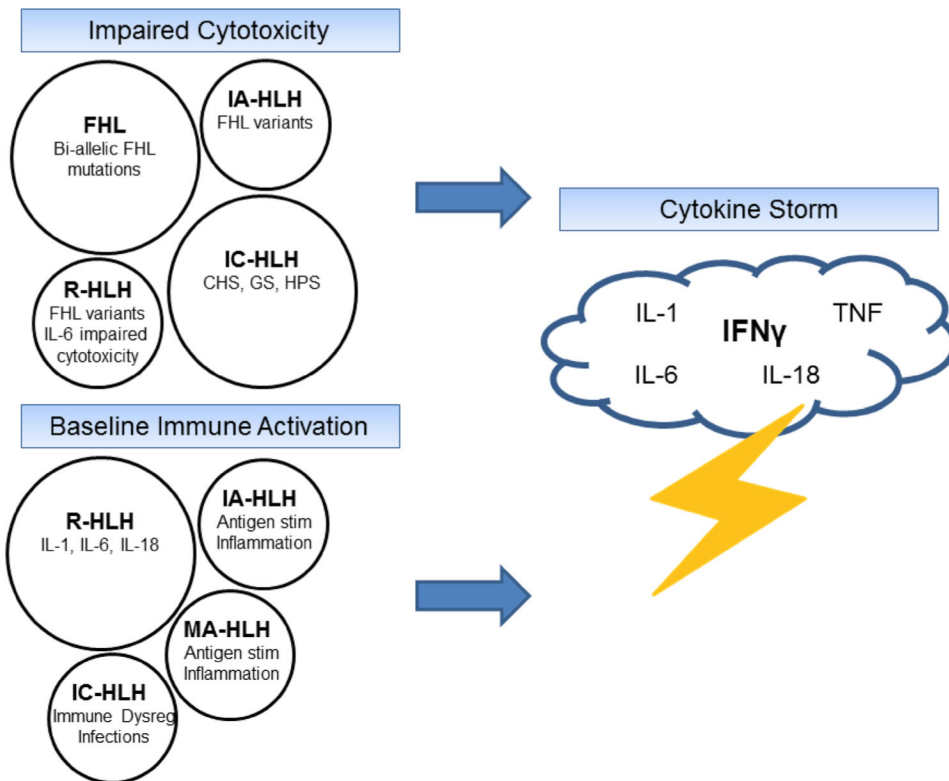 Impaired Cytotoxicity
FHL
Bi-allelic FHL
mutations
IA-HLH
FHL variants
IC-HLH
CHS, GS, HPS
R-HLH
FHL variants
IL-6 impaired
cytotoxicity
Baseline Immune Activation
R-HLH
IL-1, IL-6, IL-18
IA-HLH
Antigen stim
Inflammation
MA-HLH
Antigen stim
Inflammation
IC-HLH
Immune Dysreg
Infections
Cytokine Storm
IL-1
IFNγ
TNF
IL-6
IL-18